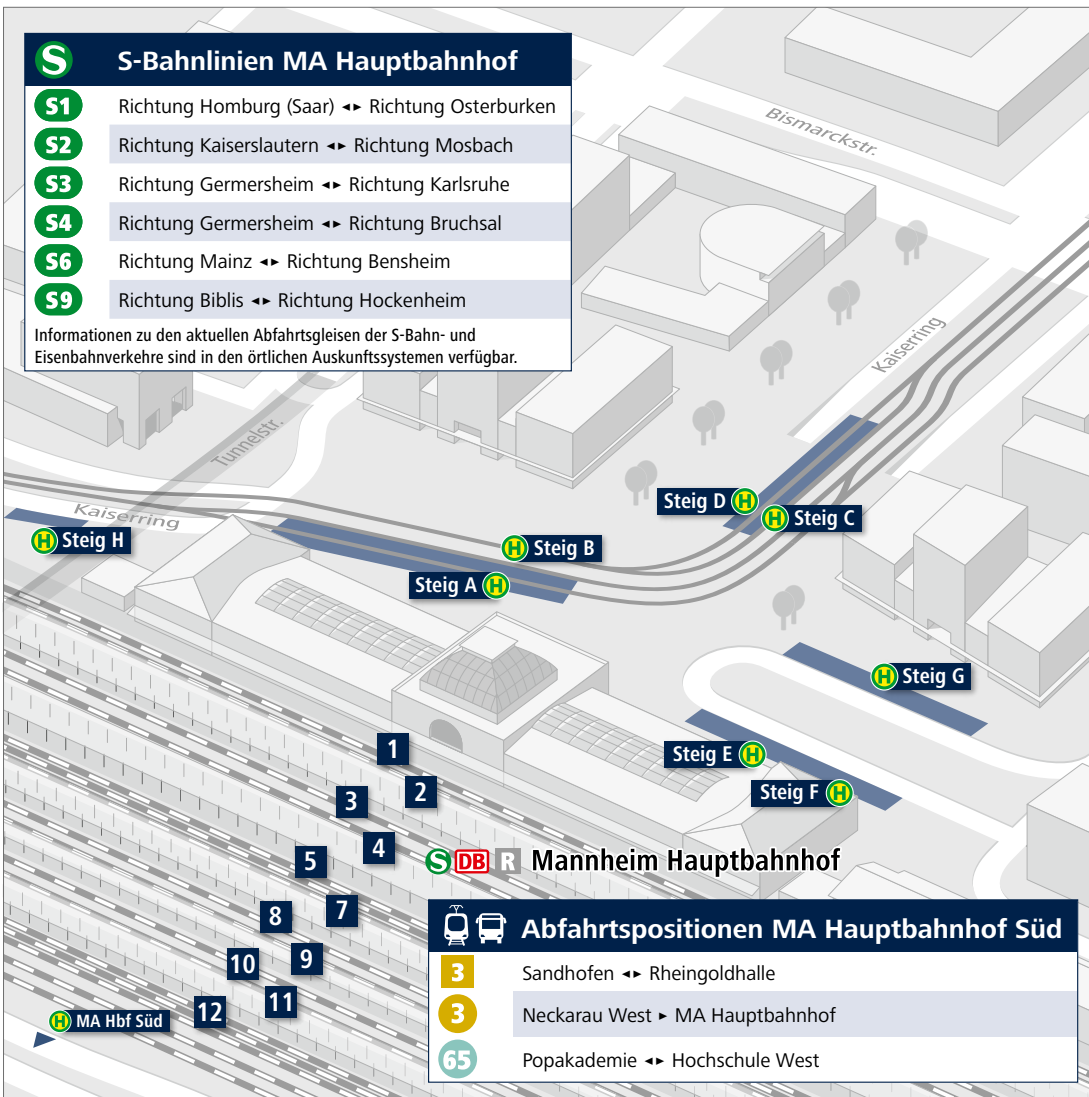 S S-Bahnlinien MA Hauptbahnhof
S1 Richtung Homburg (Saar) ◂▸ Richtung Osterburken
S2 Richtung Kaiserslautern ◂▸ Richtung Mosbach
S3 Richtung Germersheim ◂▸ Richtung Karlsruhe
S4 Richtung Germersheim ◂▸ Richtung Bruchsal
S6 Richtung Mainz ◂▸ Richtung Bensheim
S9 Richtung Biblis ◂▸ Richtung Hockenheim
Informationen zu den aktuellen Abfahrtsgleisen der S-Bahn- und
Eisenbahnverkehre sind in den örtlichen Auskunftssystemen verfügbar.
Bismarckstr.
Kaiserring
Tunnelstr.
Kaiserring
Steig D H
H Steig C
H Steig H
H Steig B
Steig A H
H Steig G
Steig E H
Steig F H
1
2
3
4
5
7
8
9
10
11
12
S DB R Mannheim Hauptbahnhof
H MA Hbf Süd
Abfahrtspositionen MA Hauptbahnhof Süd
3 Sandhofen ◂▸ Rheingoldhalle
3 Neckarau West ▸ MA Hauptbahnhof
65 Popakademie ◂▸ Hochschule West